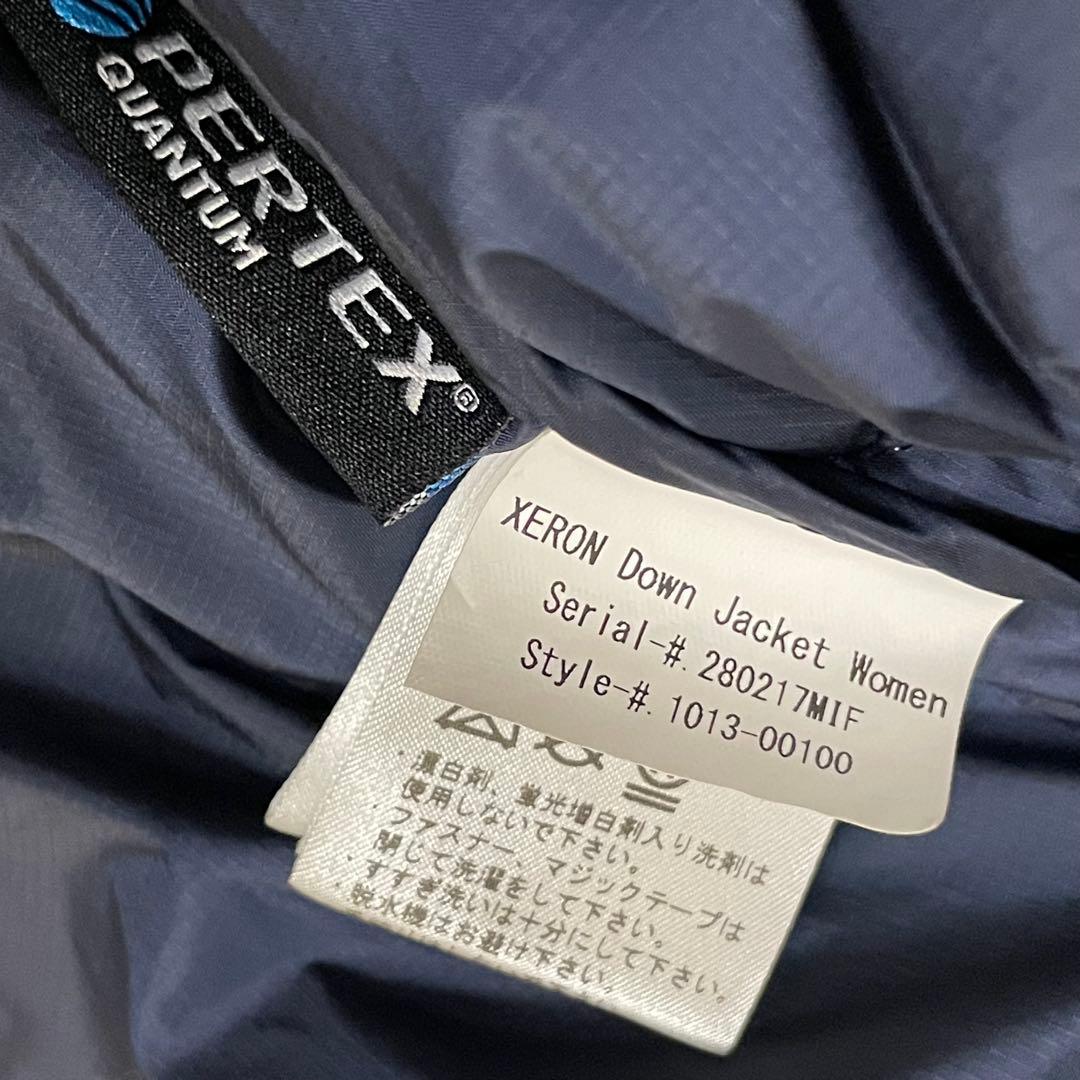 PERTEX®
QUANTUM
XERON Down Jacket Women
Serial-#. 280217MIF
Style-#. 1013-00100
・漂白剤、蛍光増白剤入り洗剤は
使用しないで下さい。
ファスナー、マジックテープは
閉じて洗濯をして下さい。
・すすぎ洗いは十分にして下さい。
・脱水機はお避け下さい。